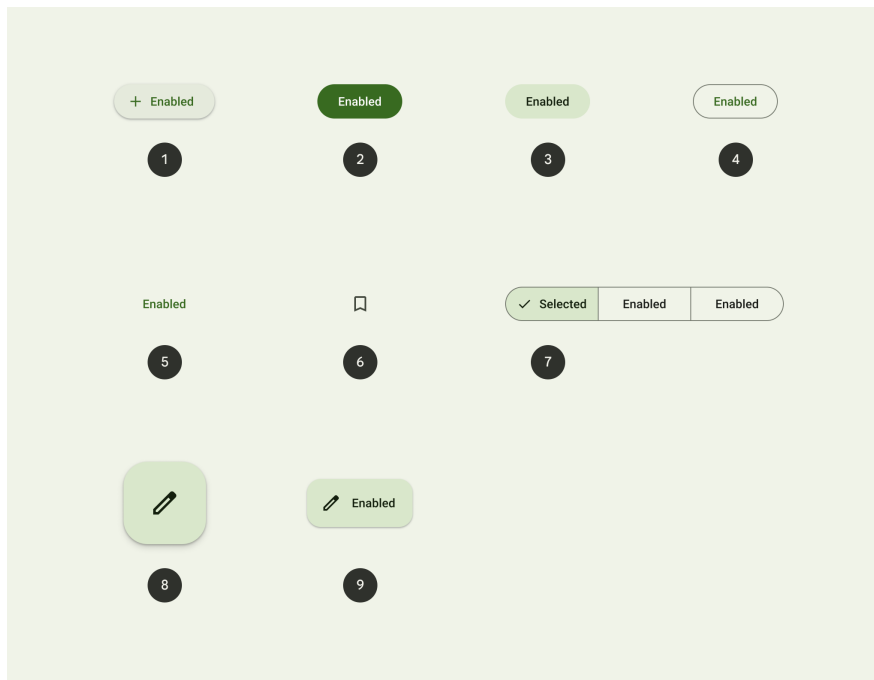 Enabled
Enabled
Enabled
Enabled
1
2
3
4
Enabled
Selected
Enabled
Enabled
5
6
7
Enabled
8
9